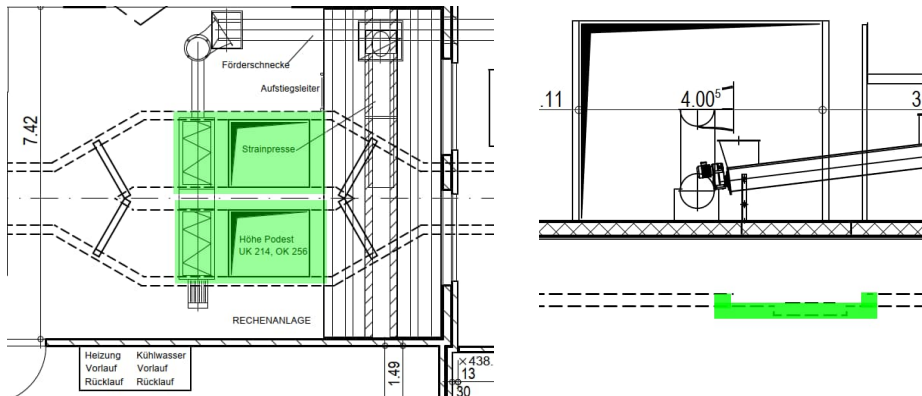 Förderschnecke
Aufstiegsleiter
7.42
Strainpresse
Höhe Podest
UK 214, OK 256
RECHENANLAGE
Heizung Kühlwasser
Vorlauf Vorlauf
Rücklauf Rücklauf
1.49
438.
13
30
.11
4.00⁵
3